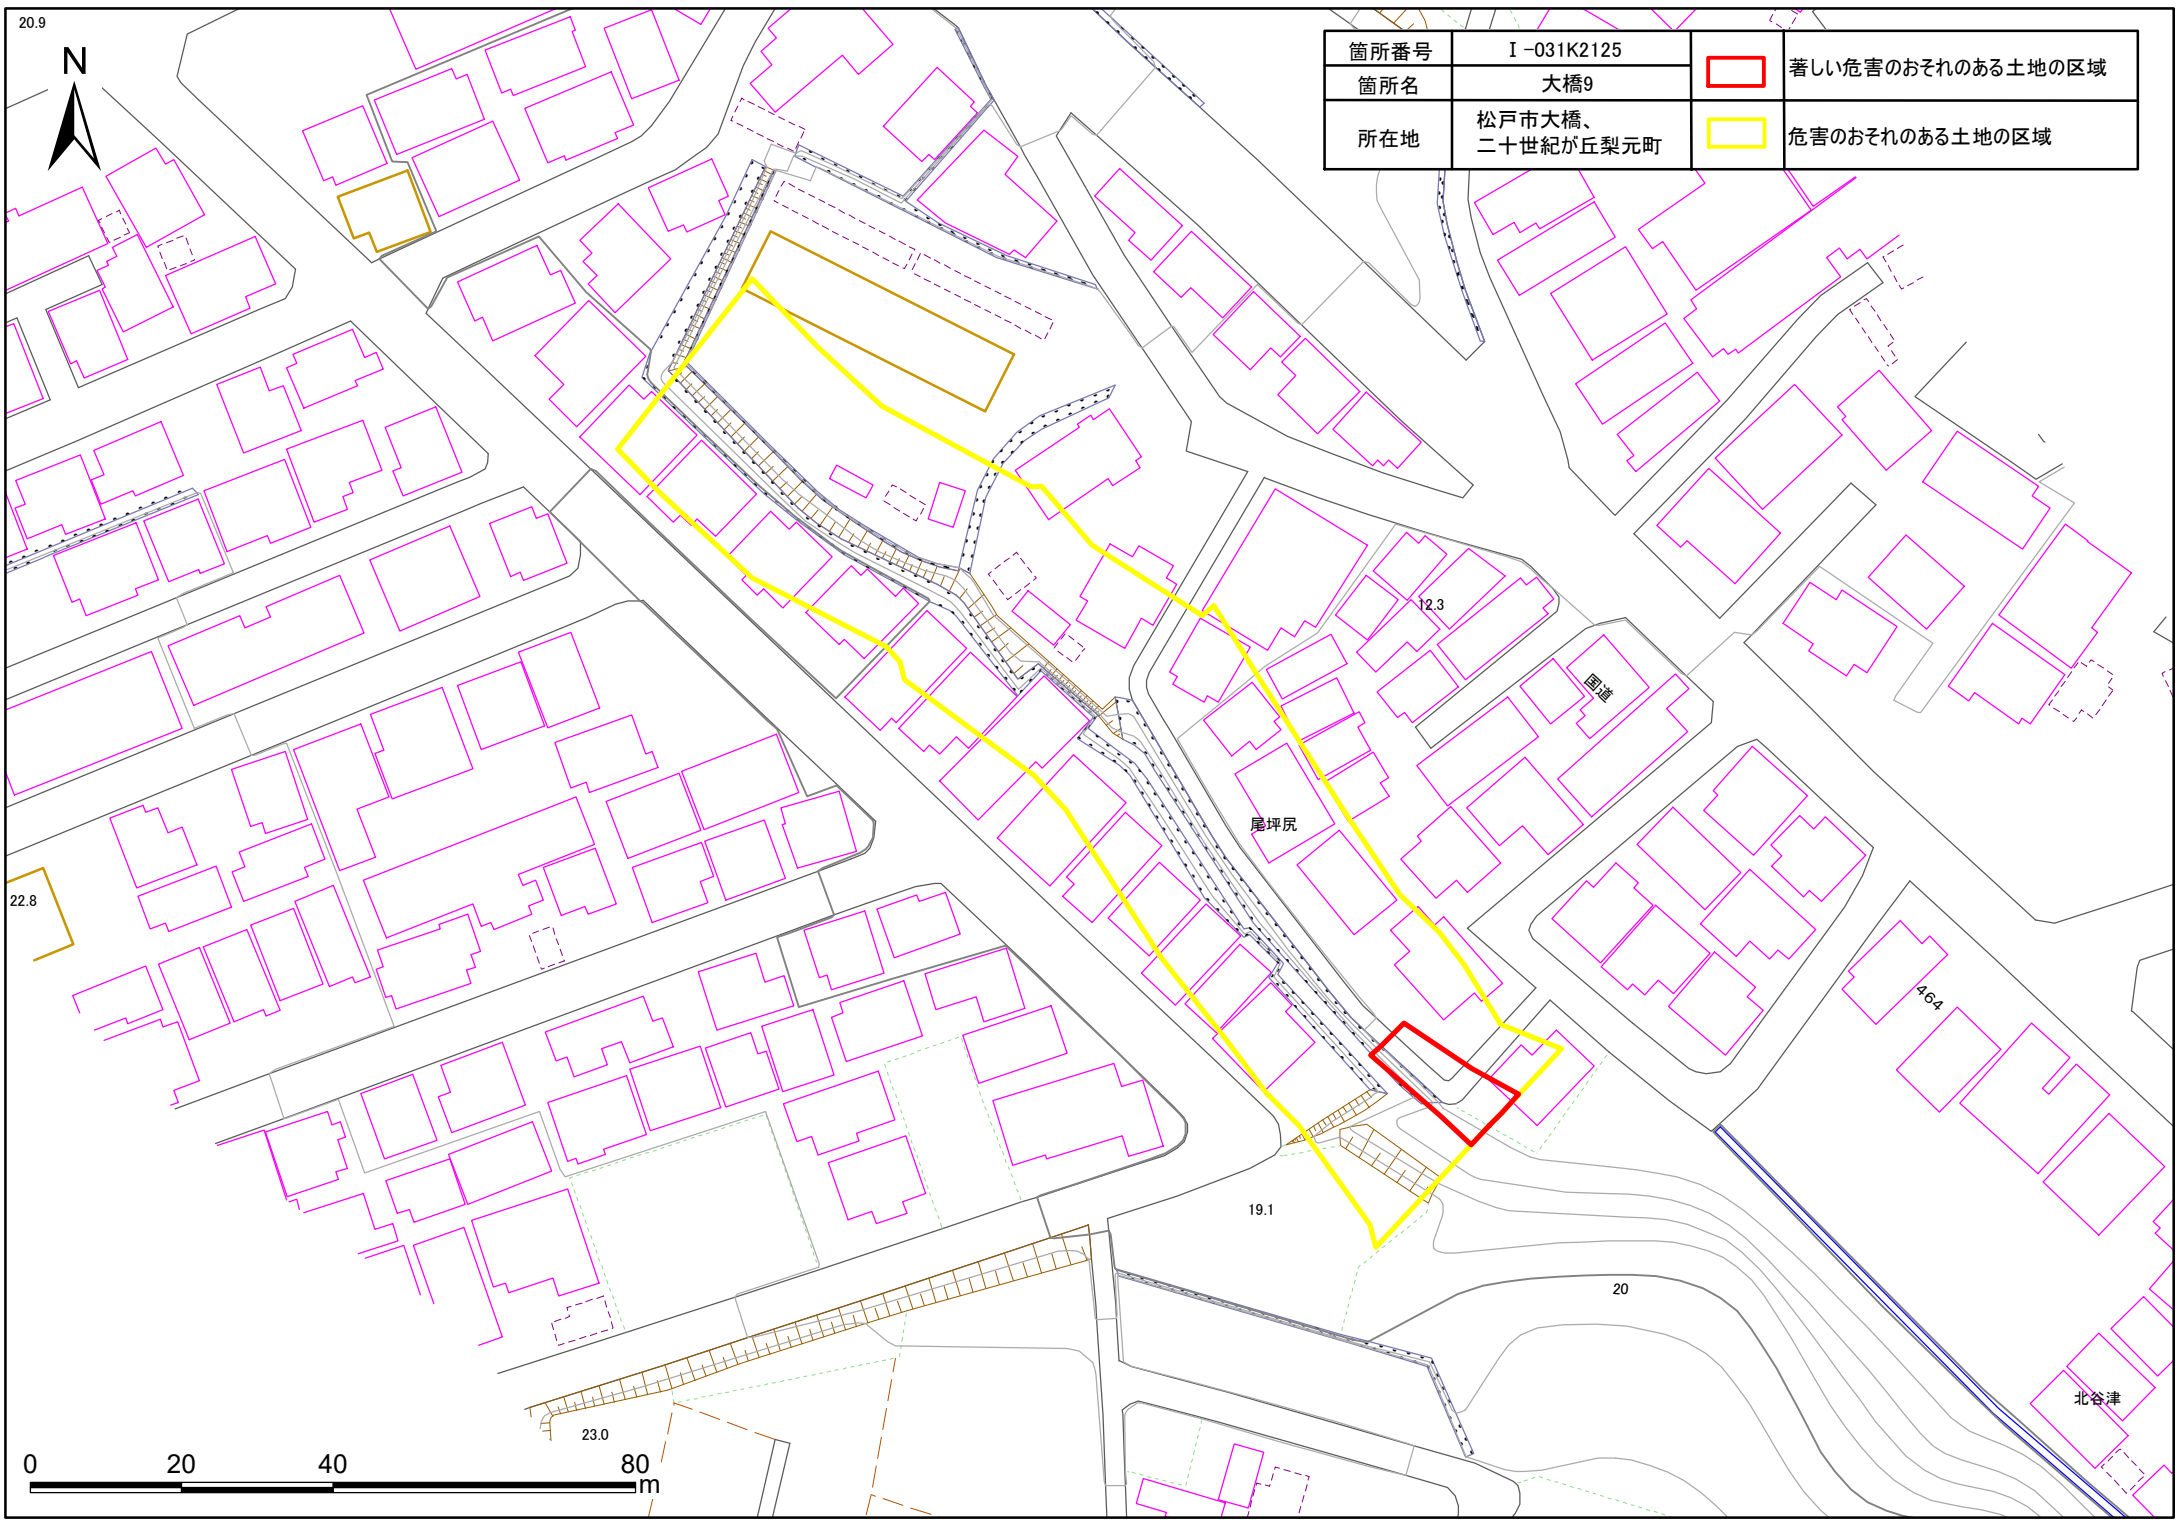 20.9
N
箇所番号
Ⅰ-031K2125
著しい危害のおそれのある土地の区域
箇所名
大橋9
所在地
松戸市大橋、
二十世紀が丘梨元町
危害のおそれのある土地の区域
12.3
国道
尾坪尻
22.8
464
19.1
20
北谷津
23.0
0 20 40 80
m